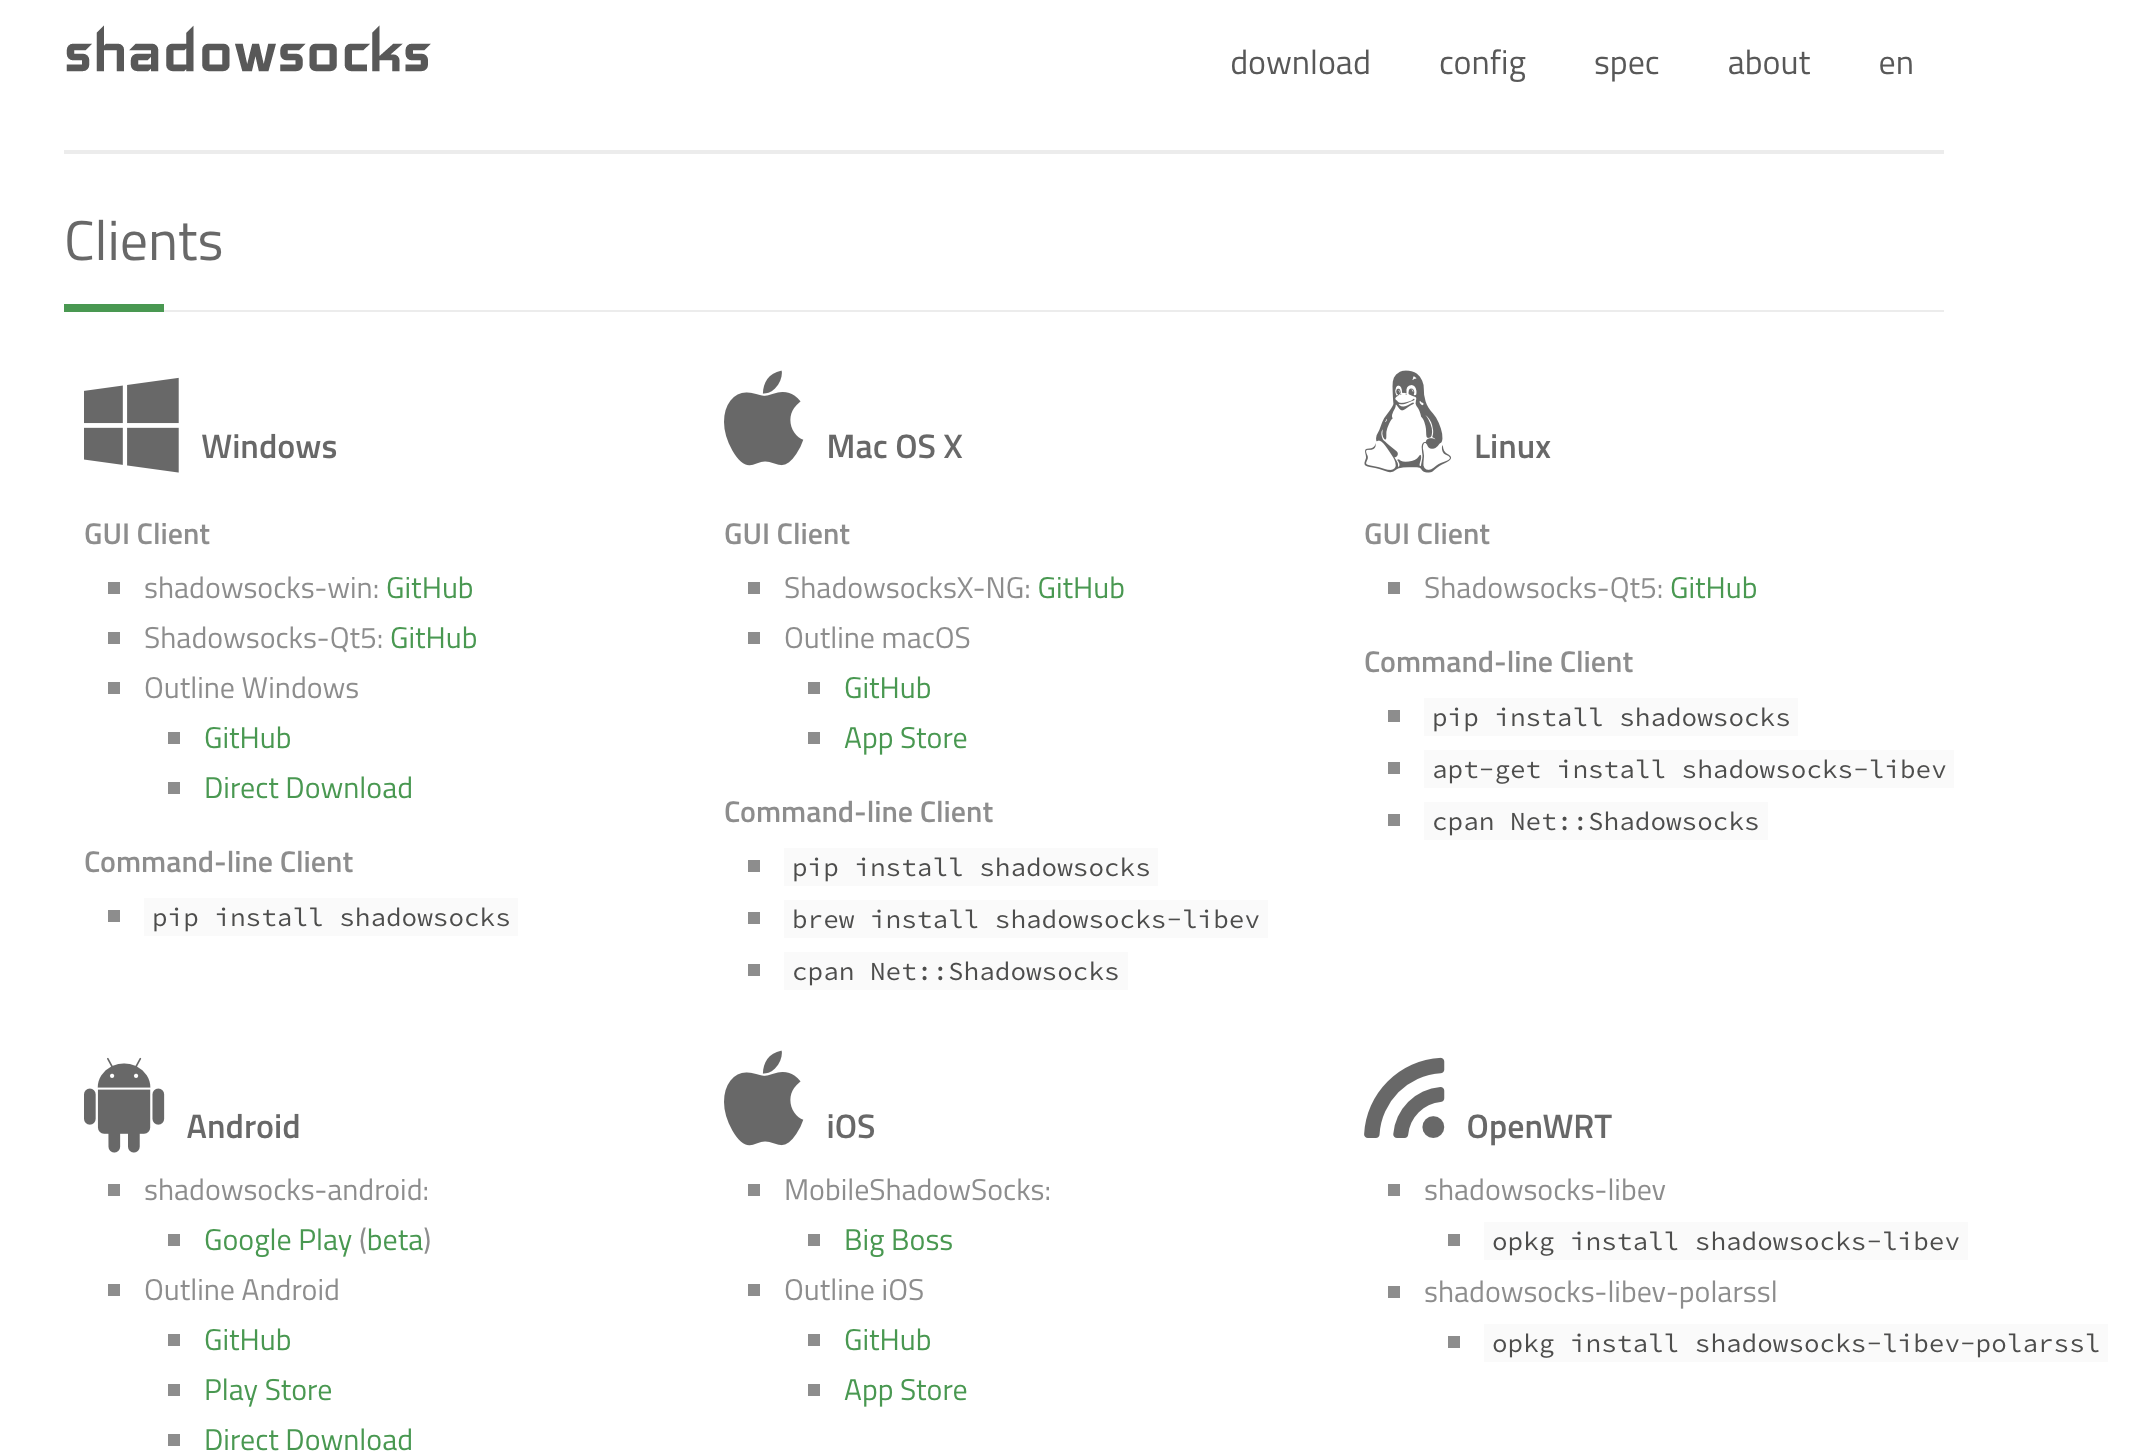 shadowsocks
download config spec about en
Clients
Windows
GUI Client
shadowsocks-win: GitHub
Shadowsocks-Qt5: GitHub
Outline Windows
GitHub
Direct Download
Command-line Client
pip install shadowsocks
Mac OS X
GUI Client
ShadowsocksX-NG: GitHub
Outline macOS
GitHub
App Store
Command-line Client
pip install shadowsocks
brew install shadowsocks-libev
cpan Net::Shadowsocks
Linux
GUI Client
Shadowsocks-Qt5: GitHub
Command-line Client
pip install shadowsocks
apt-get install shadowsocks-libev
cpan Net::Shadowsocks
Android
shadowsocks-android:
Google Play (beta)
Outline Android
GitHub
Play Store
Direct Download
iOS
MobileShadowSocks:
Big Boss
Outline iOS
GitHub
App Store
OpenWRT
shadowsocks-libev
opkg install shadowsocks-libev
shadowsocks-libev-polarssl
opkg install shadowsocks-libev-polarssl